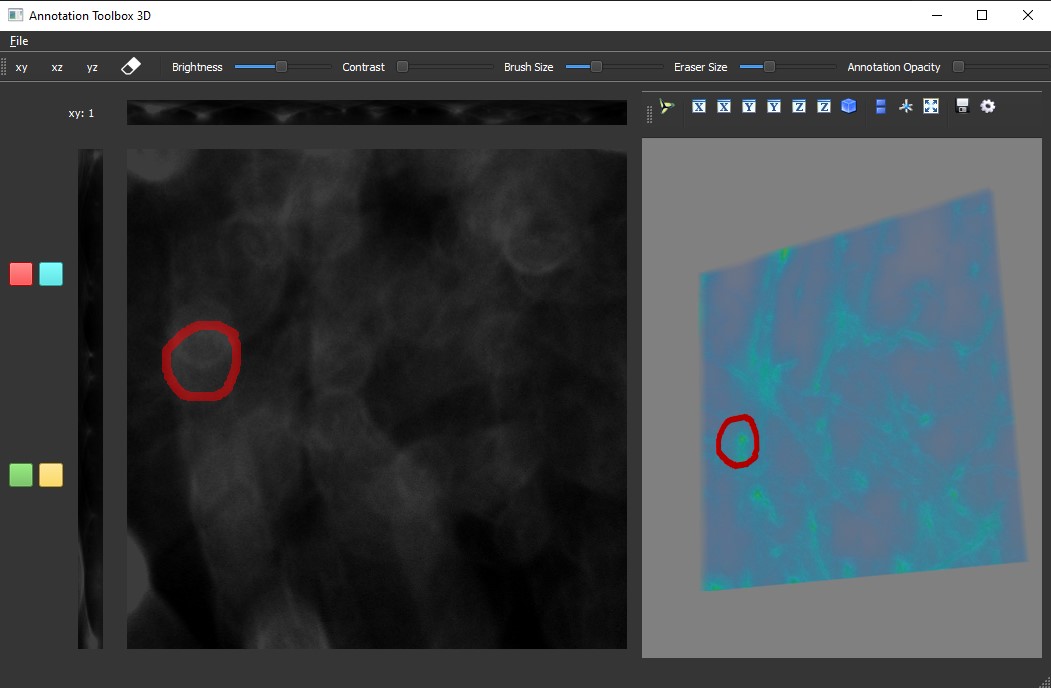 Annotation Toolbox 3D
File
xy xz yz Brightness Contrast Brush Size Eraser Size Annotation Opacity
xy: 1
X X Y Y Z Z